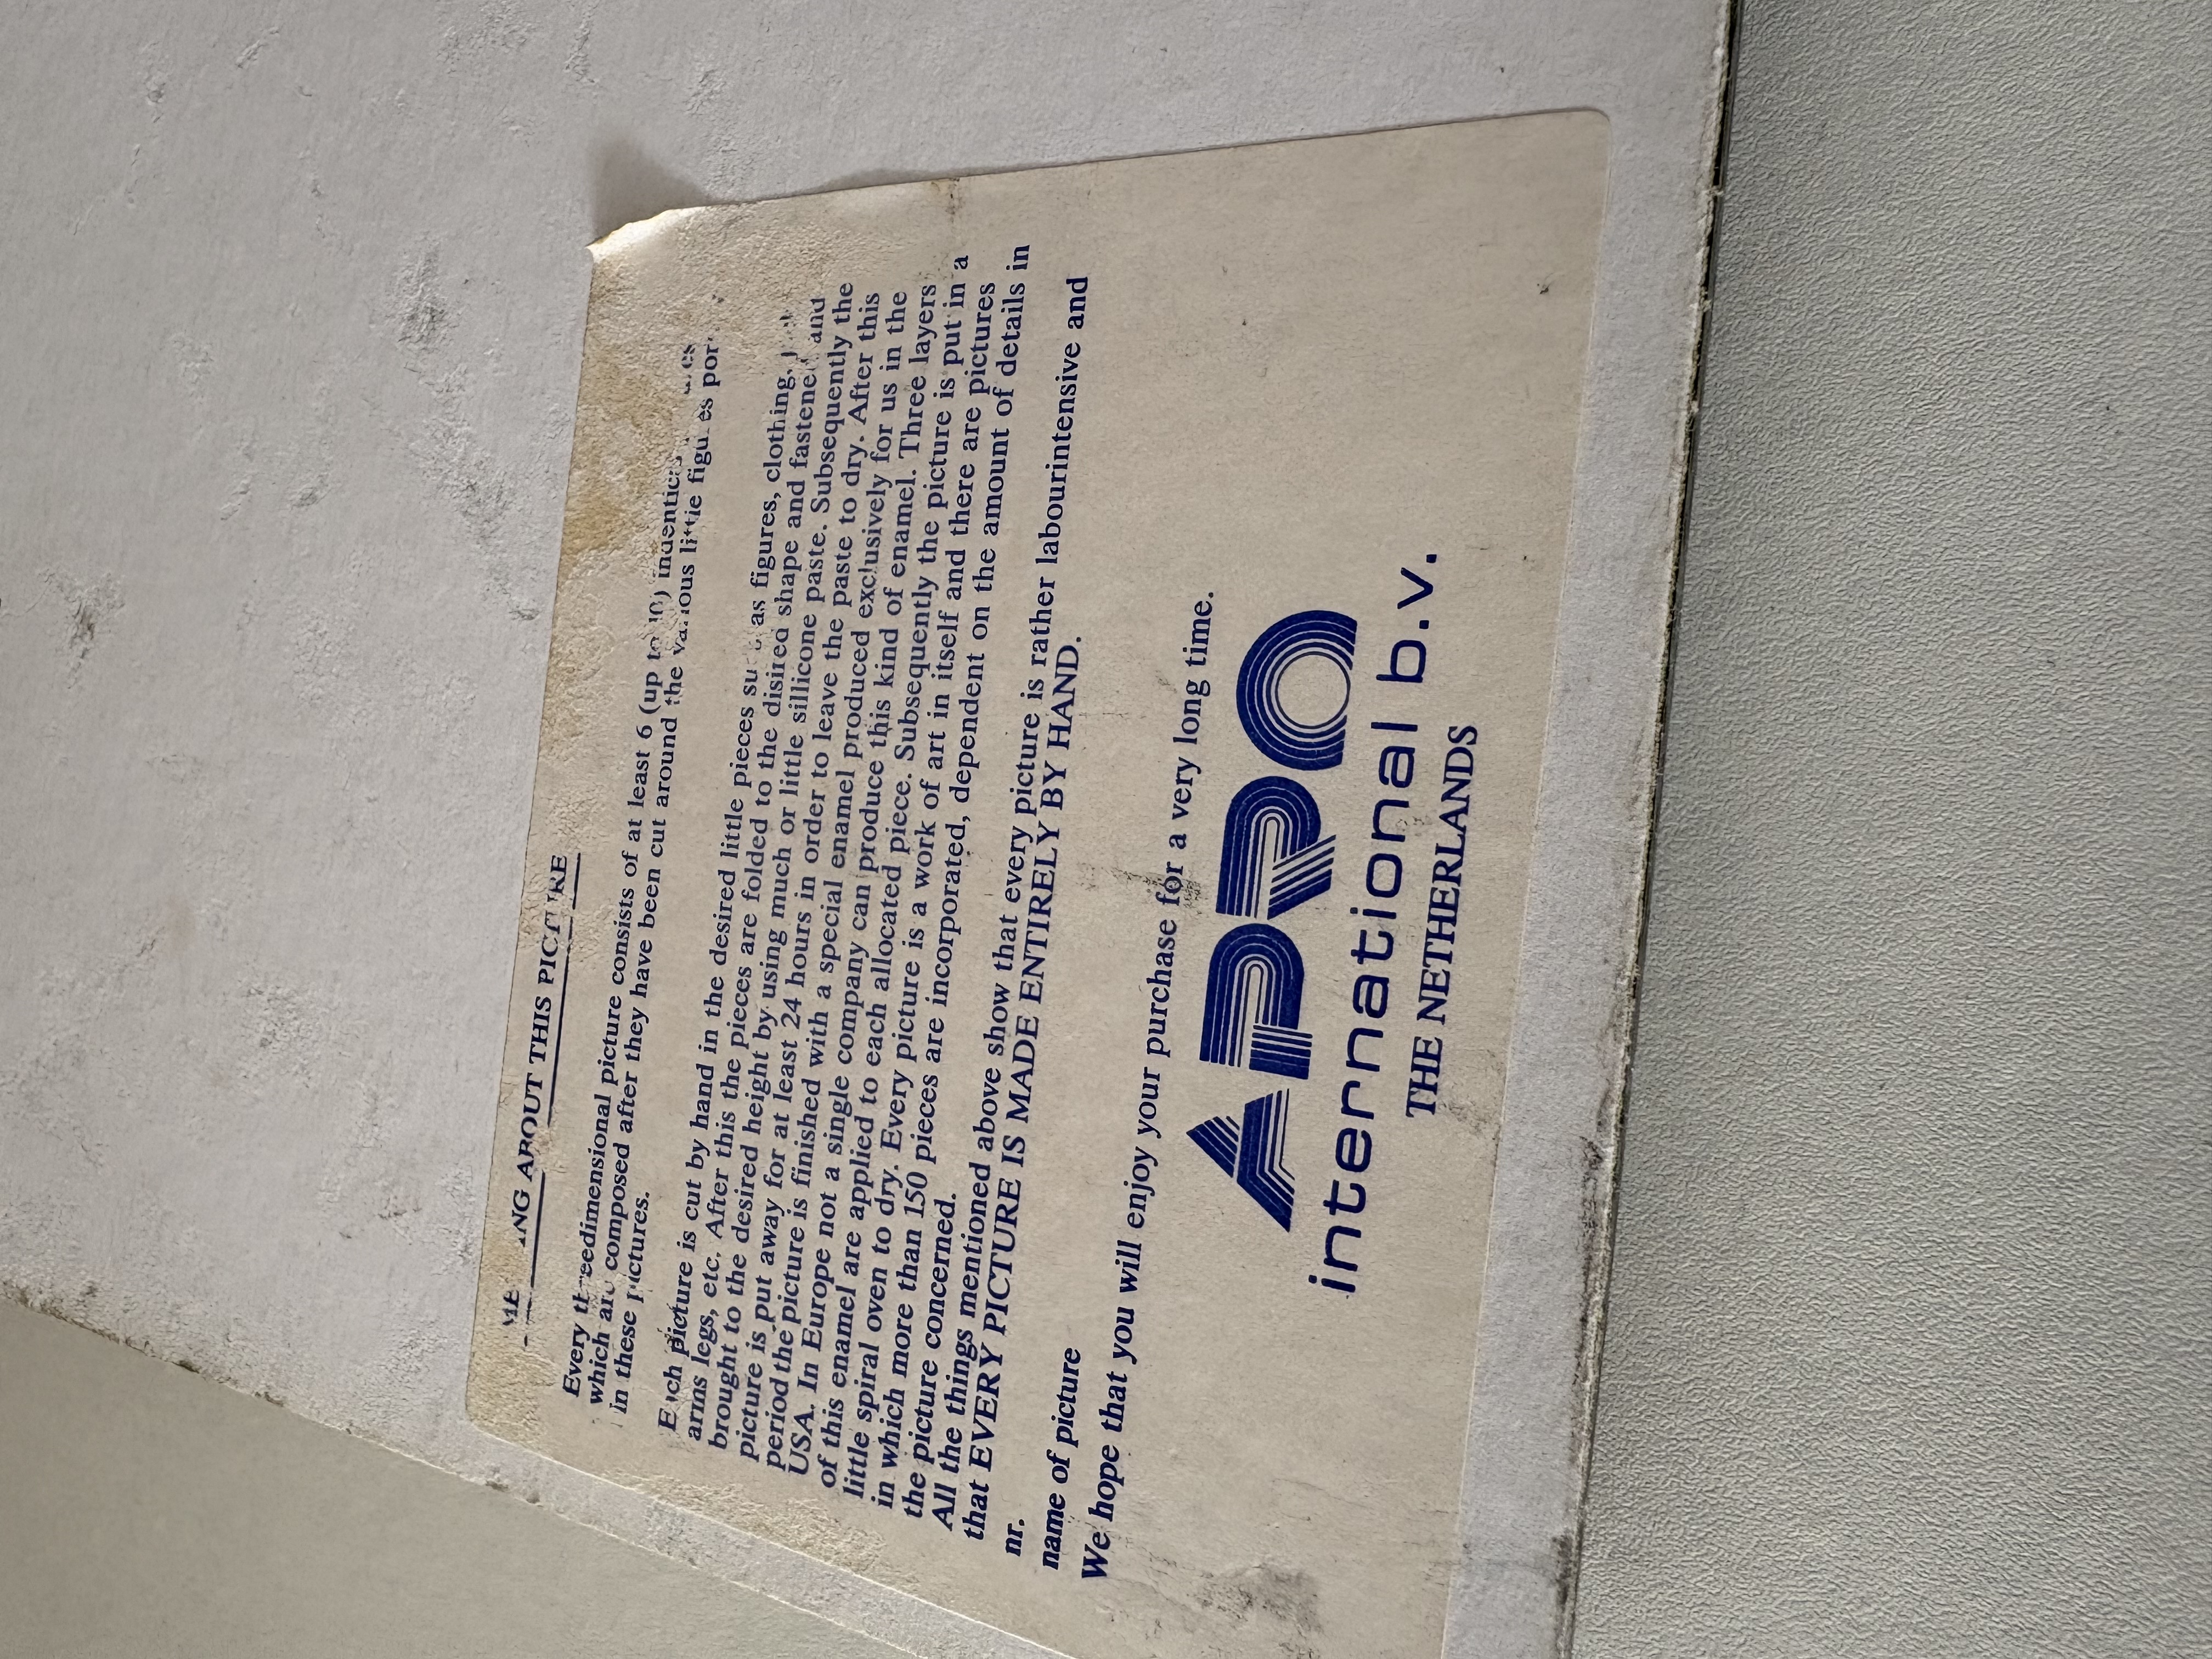 ABOUT THIS PICTURE
Every threedimensional picture consists of at least 6 (up to 10)
which are composed after they have been cut around the various little figures
in these pictures.
Each picture is cut by hand in the desired little pieces such as figures, clothing,
arms legs, etc. After this the pieces are folded to the disired shape and fastened and
brought to the desired height by using much or little sillicone paste. Subsequently the
picture is put away for at least 24 hours in order to leave the paste to dry. After this
period the picture is finished with a special enamel produced exclusively for us in the
USA. In Europe not a single company can produce this kind of enamel. Three layers
of this enamel are applied to each allocated piece. Subsequently the picture is put in a
little spiral oven to dry. Every picture is a work of art in itself and there are pictures
in which more than 150 pieces are incorporated, dependent on the amount of details in
the picture concerned.
All the things mentioned above show that every picture is rather labourintensive and
that EVERY PICTURE IS MADE ENTIRELY BY HAND.
nr.
name of picture
We hope that you will enjoy your purchase for a very long time.
APRO
international b.v.
THE NETHERLANDS